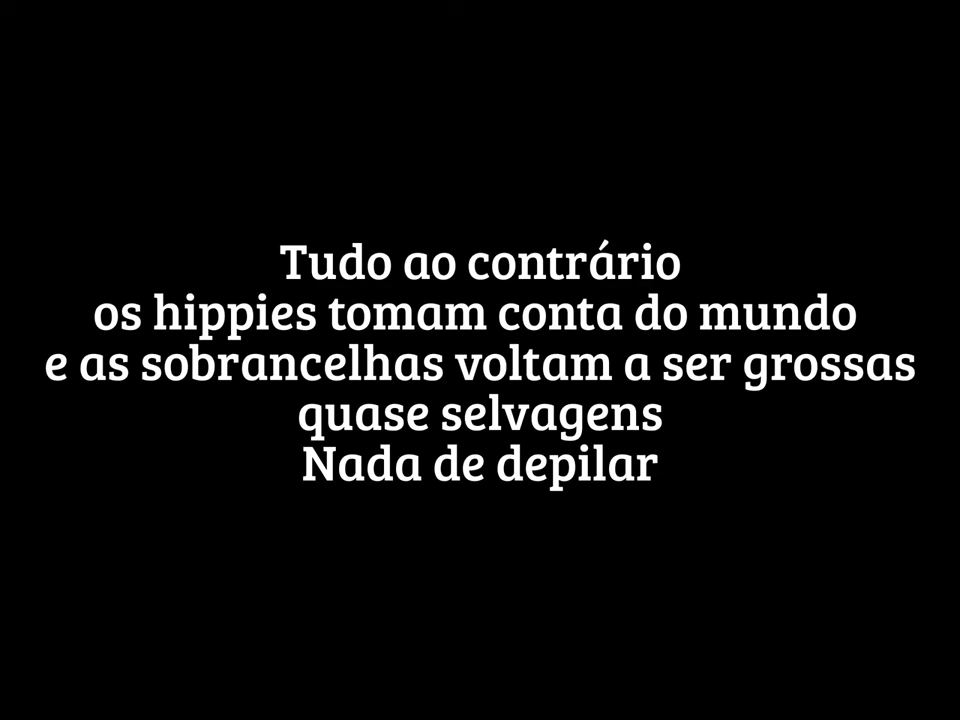 Tudo ao contrário
os hippies tomam conta do mundo
e as sobrancelhas voltam a ser grossas
quase selvagens
Nada de depilar